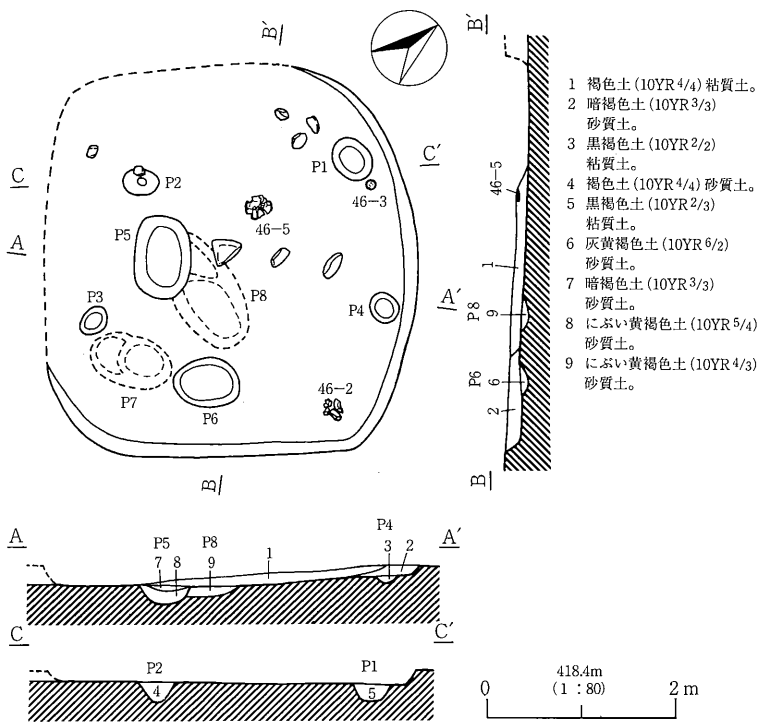 B′
B′
1 褐色土(10YR4/4)粘質土。
2 暗褐色土(10YR3/3)
砂質土。
3 黒褐色土(10YR2/2)
粘質土。
4 褐色土(10YR4/4)砂質土。
5 黒褐色土(10YR2/3)
粘質土。
6 灰黄褐色土(10YR6/2)
砂質土。
7 暗褐色土(10YR3/3)
砂質土。
8 にぶい黄褐色土(10YR5/4)
砂質土。
9 にぶい黄褐色土(10YR4/3)
砂質土。
P1
C′
C
P2
46-3
46-5
46-5
A
P5
1
P8
A′
P8
9
P3
P4
P7
P6
46-2
P6
6
2
B
B
A
P5
P8
P4
A′
7
8
9
1
3
2
C
C′
P2
P1
4
5
418.4m
(1:80)
0
2m